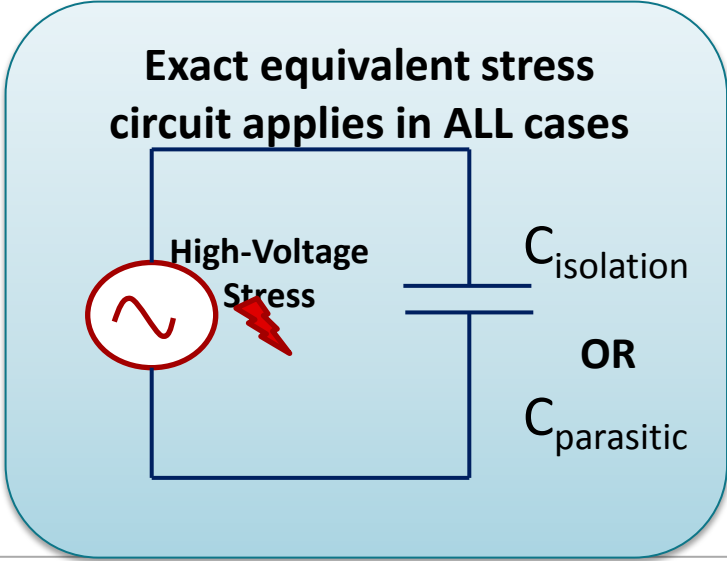 Exact equivalent stress
circuit applies in ALL cases
High-Voltage
Stress
Cisolation
OR
Cparasitic